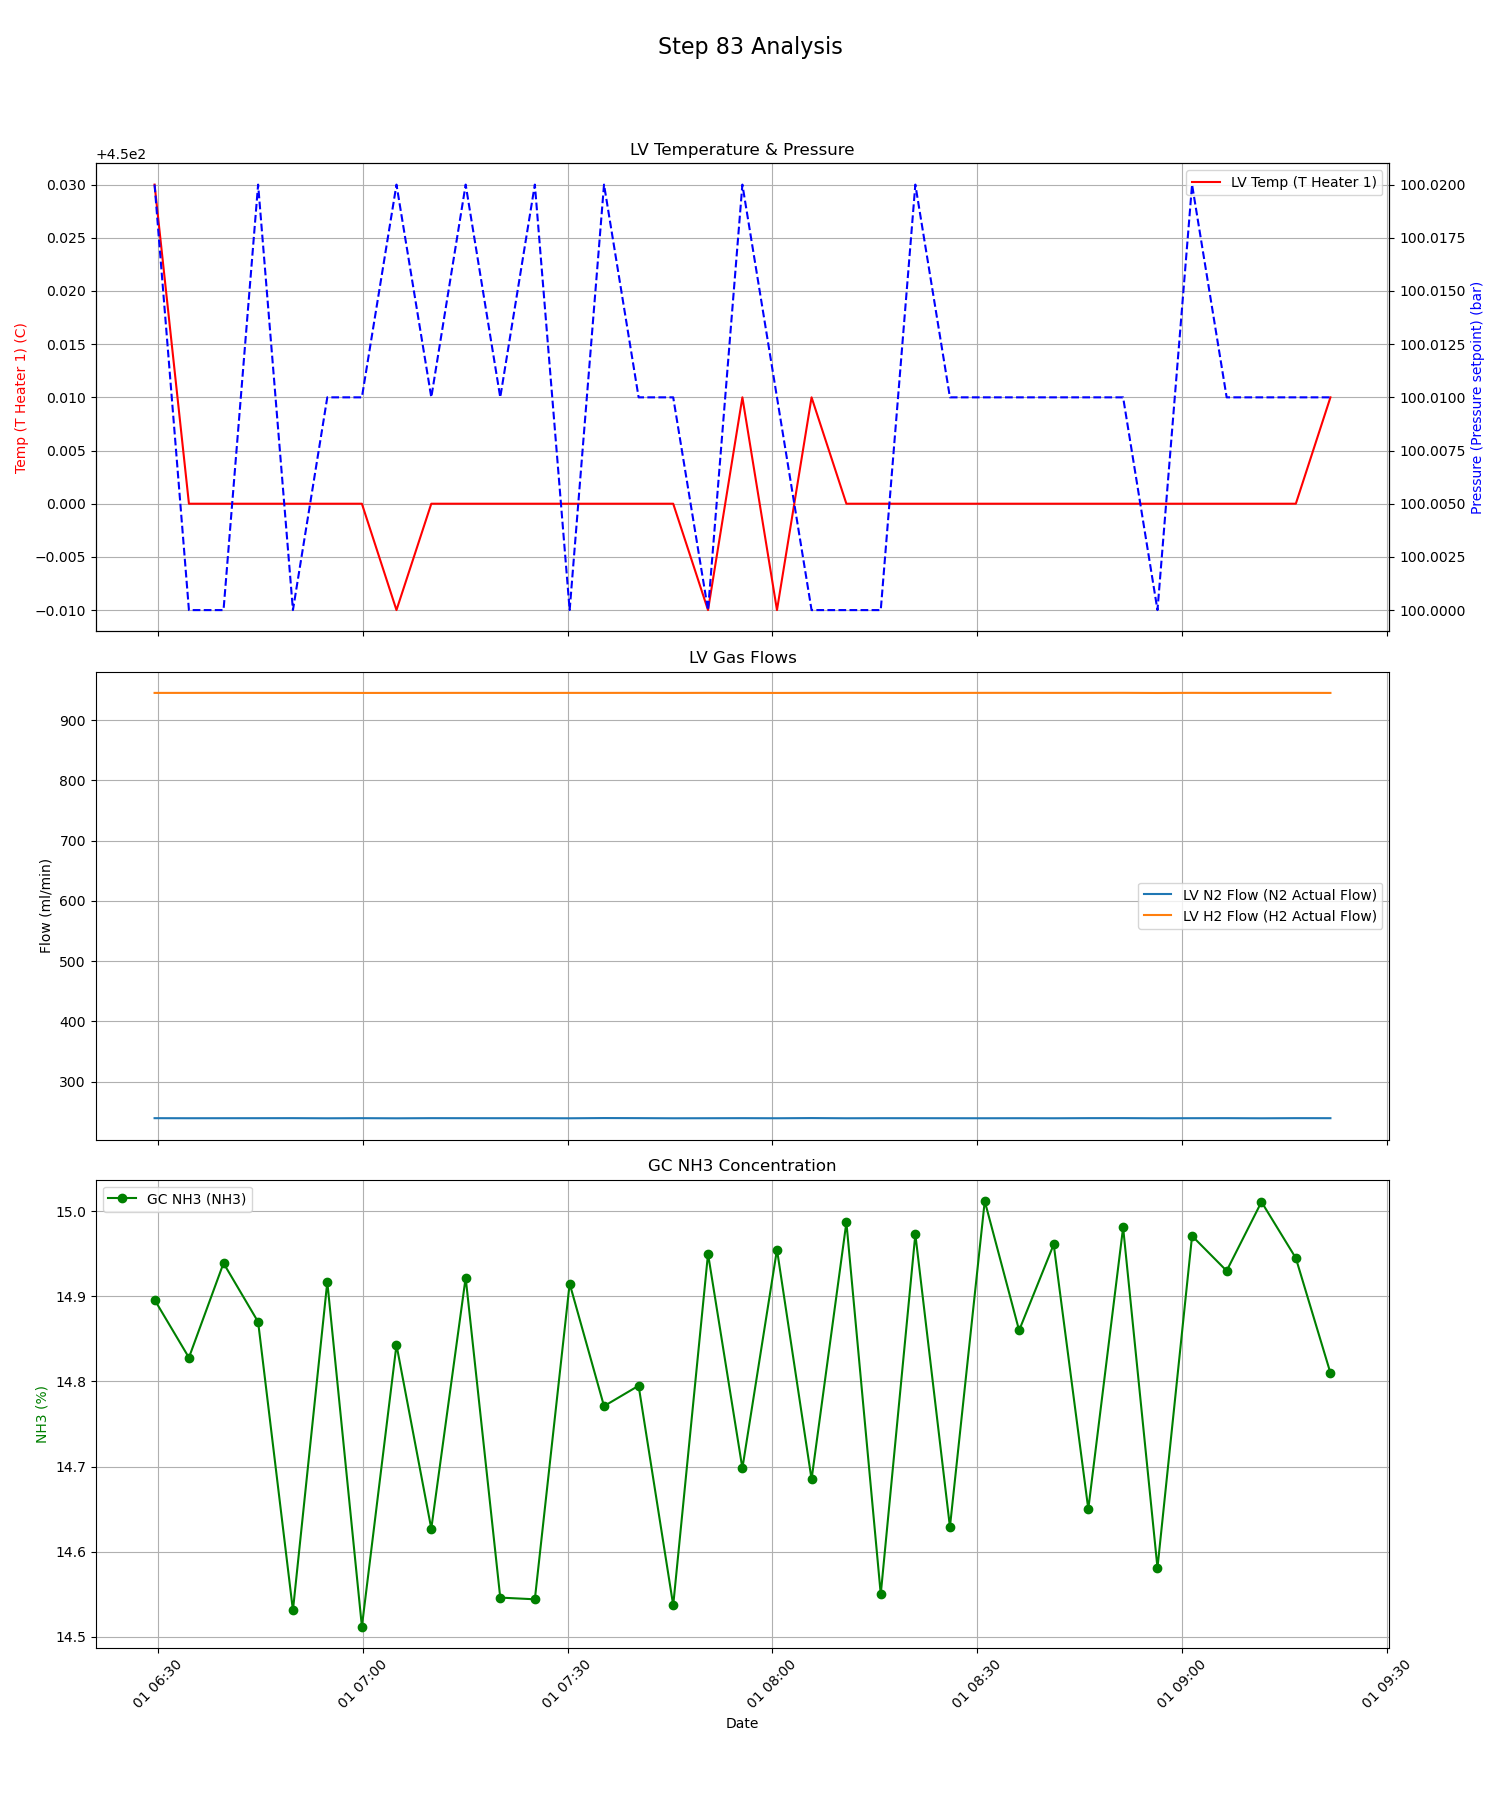 Step 83 Analysis
LV Temperature & Pressure
+4.5e2
0.030
0.025
0.020
0.015
0.010
0.005
0.000
−0.005
−0.010
Temp (T Heater 1) (C)
LV Temp (T Heater 1)
100.0200
100.0175
100.0150
100.0125
100.0100
100.0075
100.0050
100.0025
100.0000
Pressure (Pressure setpoint) (bar)
LV Gas Flows
900
800
700
600
500
400
300
Flow (ml/min)
LV N2 Flow (N2 Actual Flow)
LV H2 Flow (H2 Actual Flow)
GC NH3 Concentration
GC NH3 (NH3)
15.0
14.9
14.8
14.7
14.6
14.5
NH3 (%)
01 06:30
01 07:00
01 07:30
01 08:00
01 08:30
01 09:00
01 09:30
Date